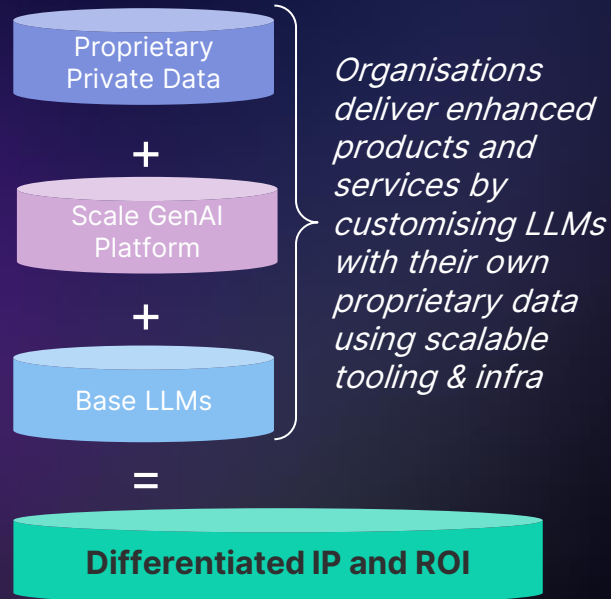 Proprietary
Private Data
+
Scale GenAI
Platform
+
Base LLMs
=
Differentiated IP and ROI
Organisations
deliver enhanced
products and
services by
customising LLMs
with their own
proprietary data
using scalable
tooling & infra